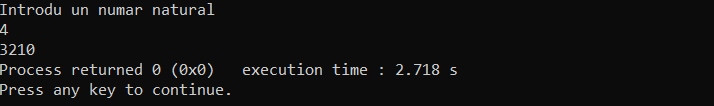 Introdu un numar natural
4
3210
Process returned 0 (0x0)   execution time : 2.718 s
Press any key to continue.